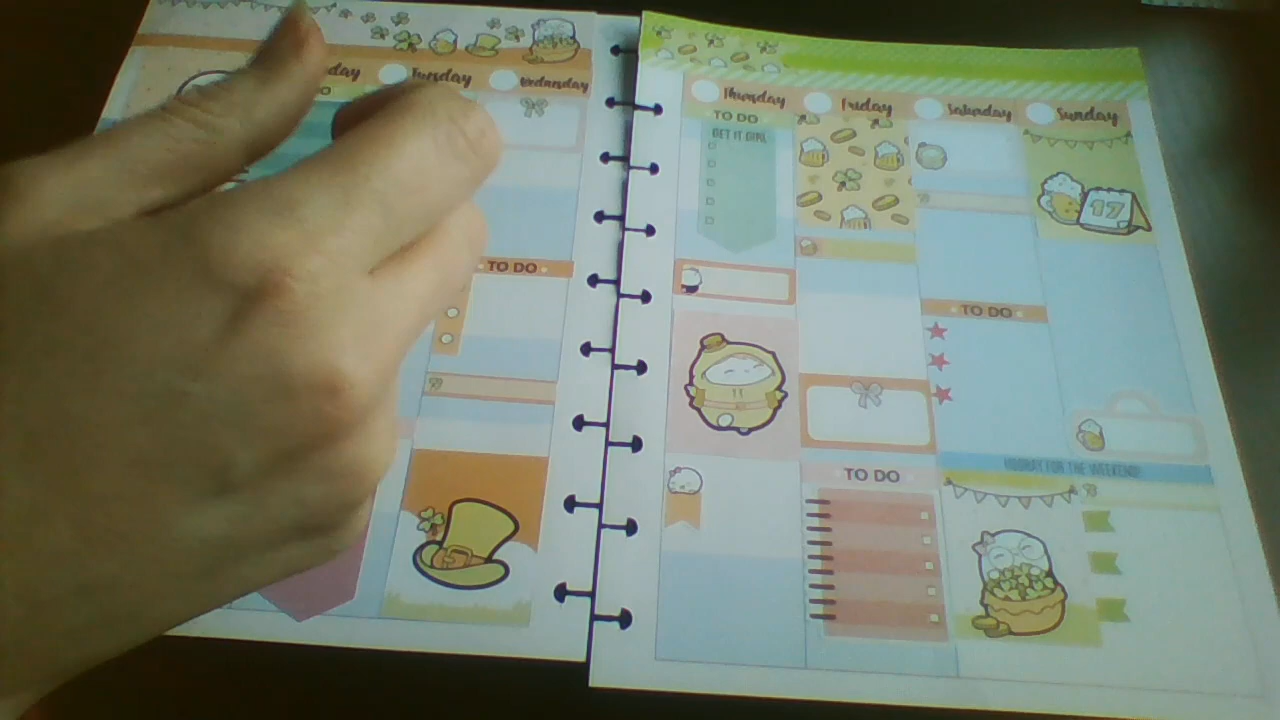 day
Tuesday
Wednesday
TO DO
Thursday
Friday
Saturday
Sunday
TO DO
GET IT GIRL
17
TO DO
HOORAY FOR THE WEEKEND!
TO DO